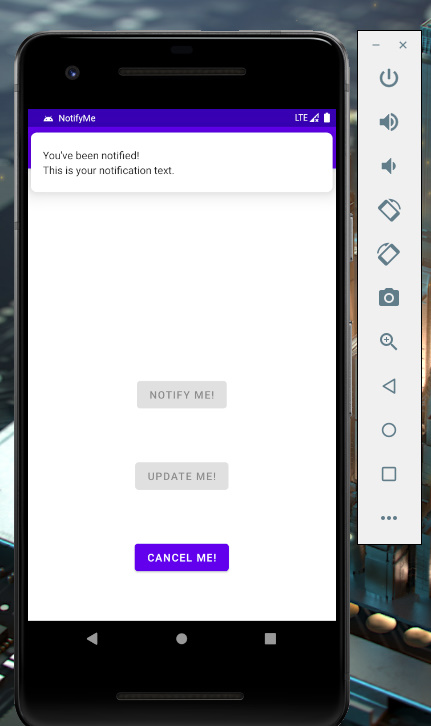 NotifyMe LTE
You've been notified!
This is your notification text.
NOTIFY ME!
UPDATE ME!
CANCEL ME!